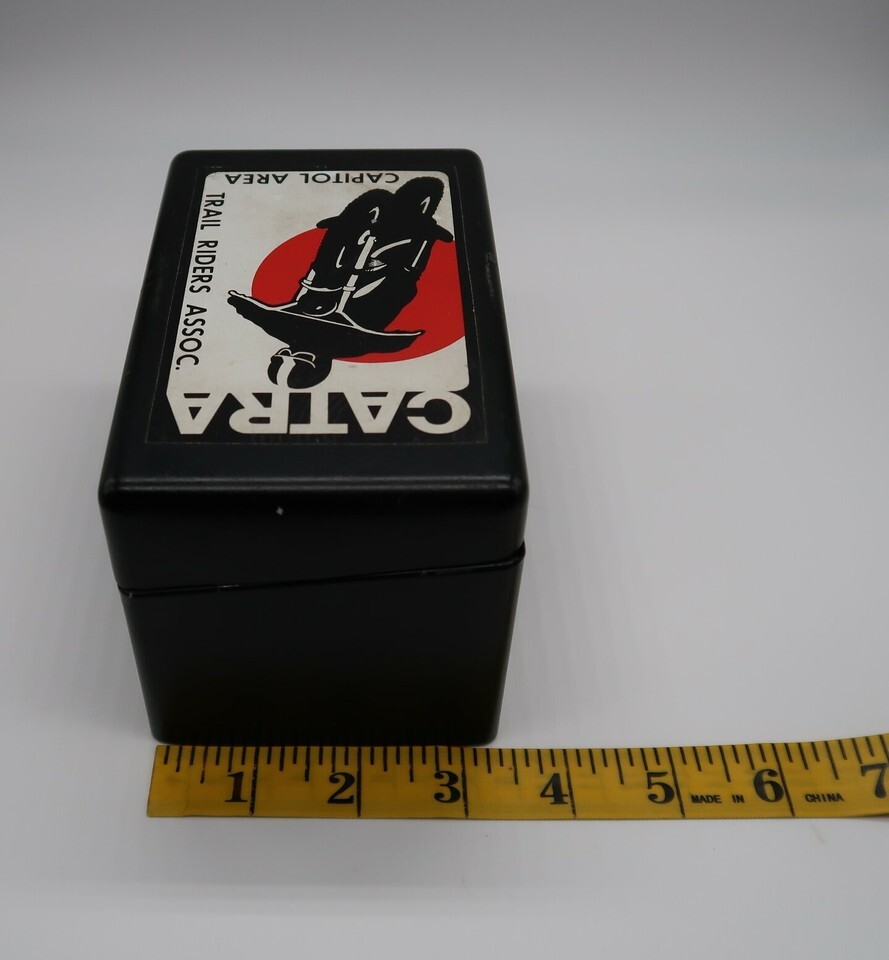 CAPITOL AREA
TRAIL RIDERS ASSOC.
CATRA
1 2 3 4 5 MADE IN 6 CHINA 7